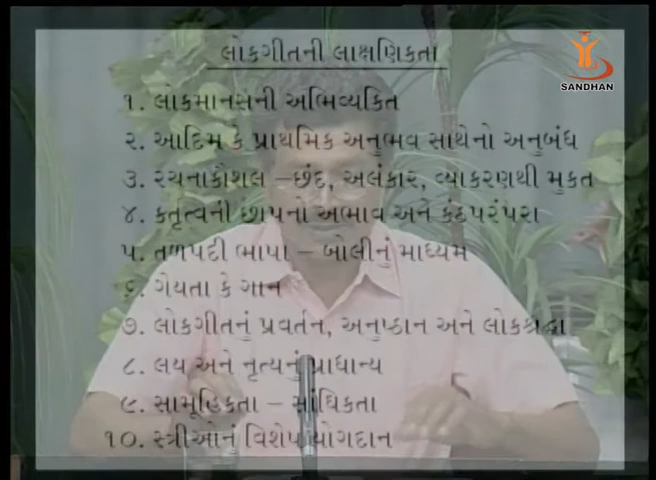 લોકગીતની લાક્ષણિકતા
SANDHAN
૧. લોકમાનસની અભિવ્યકિત
૨. આદિમ કે પ્રાથમિક અનુભવ સાથેનો અનુબંધ
૩. રચનાકૌશલ –છંદ, અલંકાર, વ્યાકરણથી મુકત
૪. કતૃત્વની છાપનો અભાવ અને કંઠપરંપરા
૫. તળપદી ભાષા – બોલીનું માધ્યમ
૬. ગેયતા કે ગાન
૭. લોકગીતનું પ્રવર્તન, અનુષ્ઠાન અને લોકશ્રદ્ધા
૮. લય અને નૃત્યનું પ્રાધાન્ય
૯. સામૂહિકતા – સાંઘિકતા
૧૦. સ્ત્રીઓનું વિશેષ યોગદાન